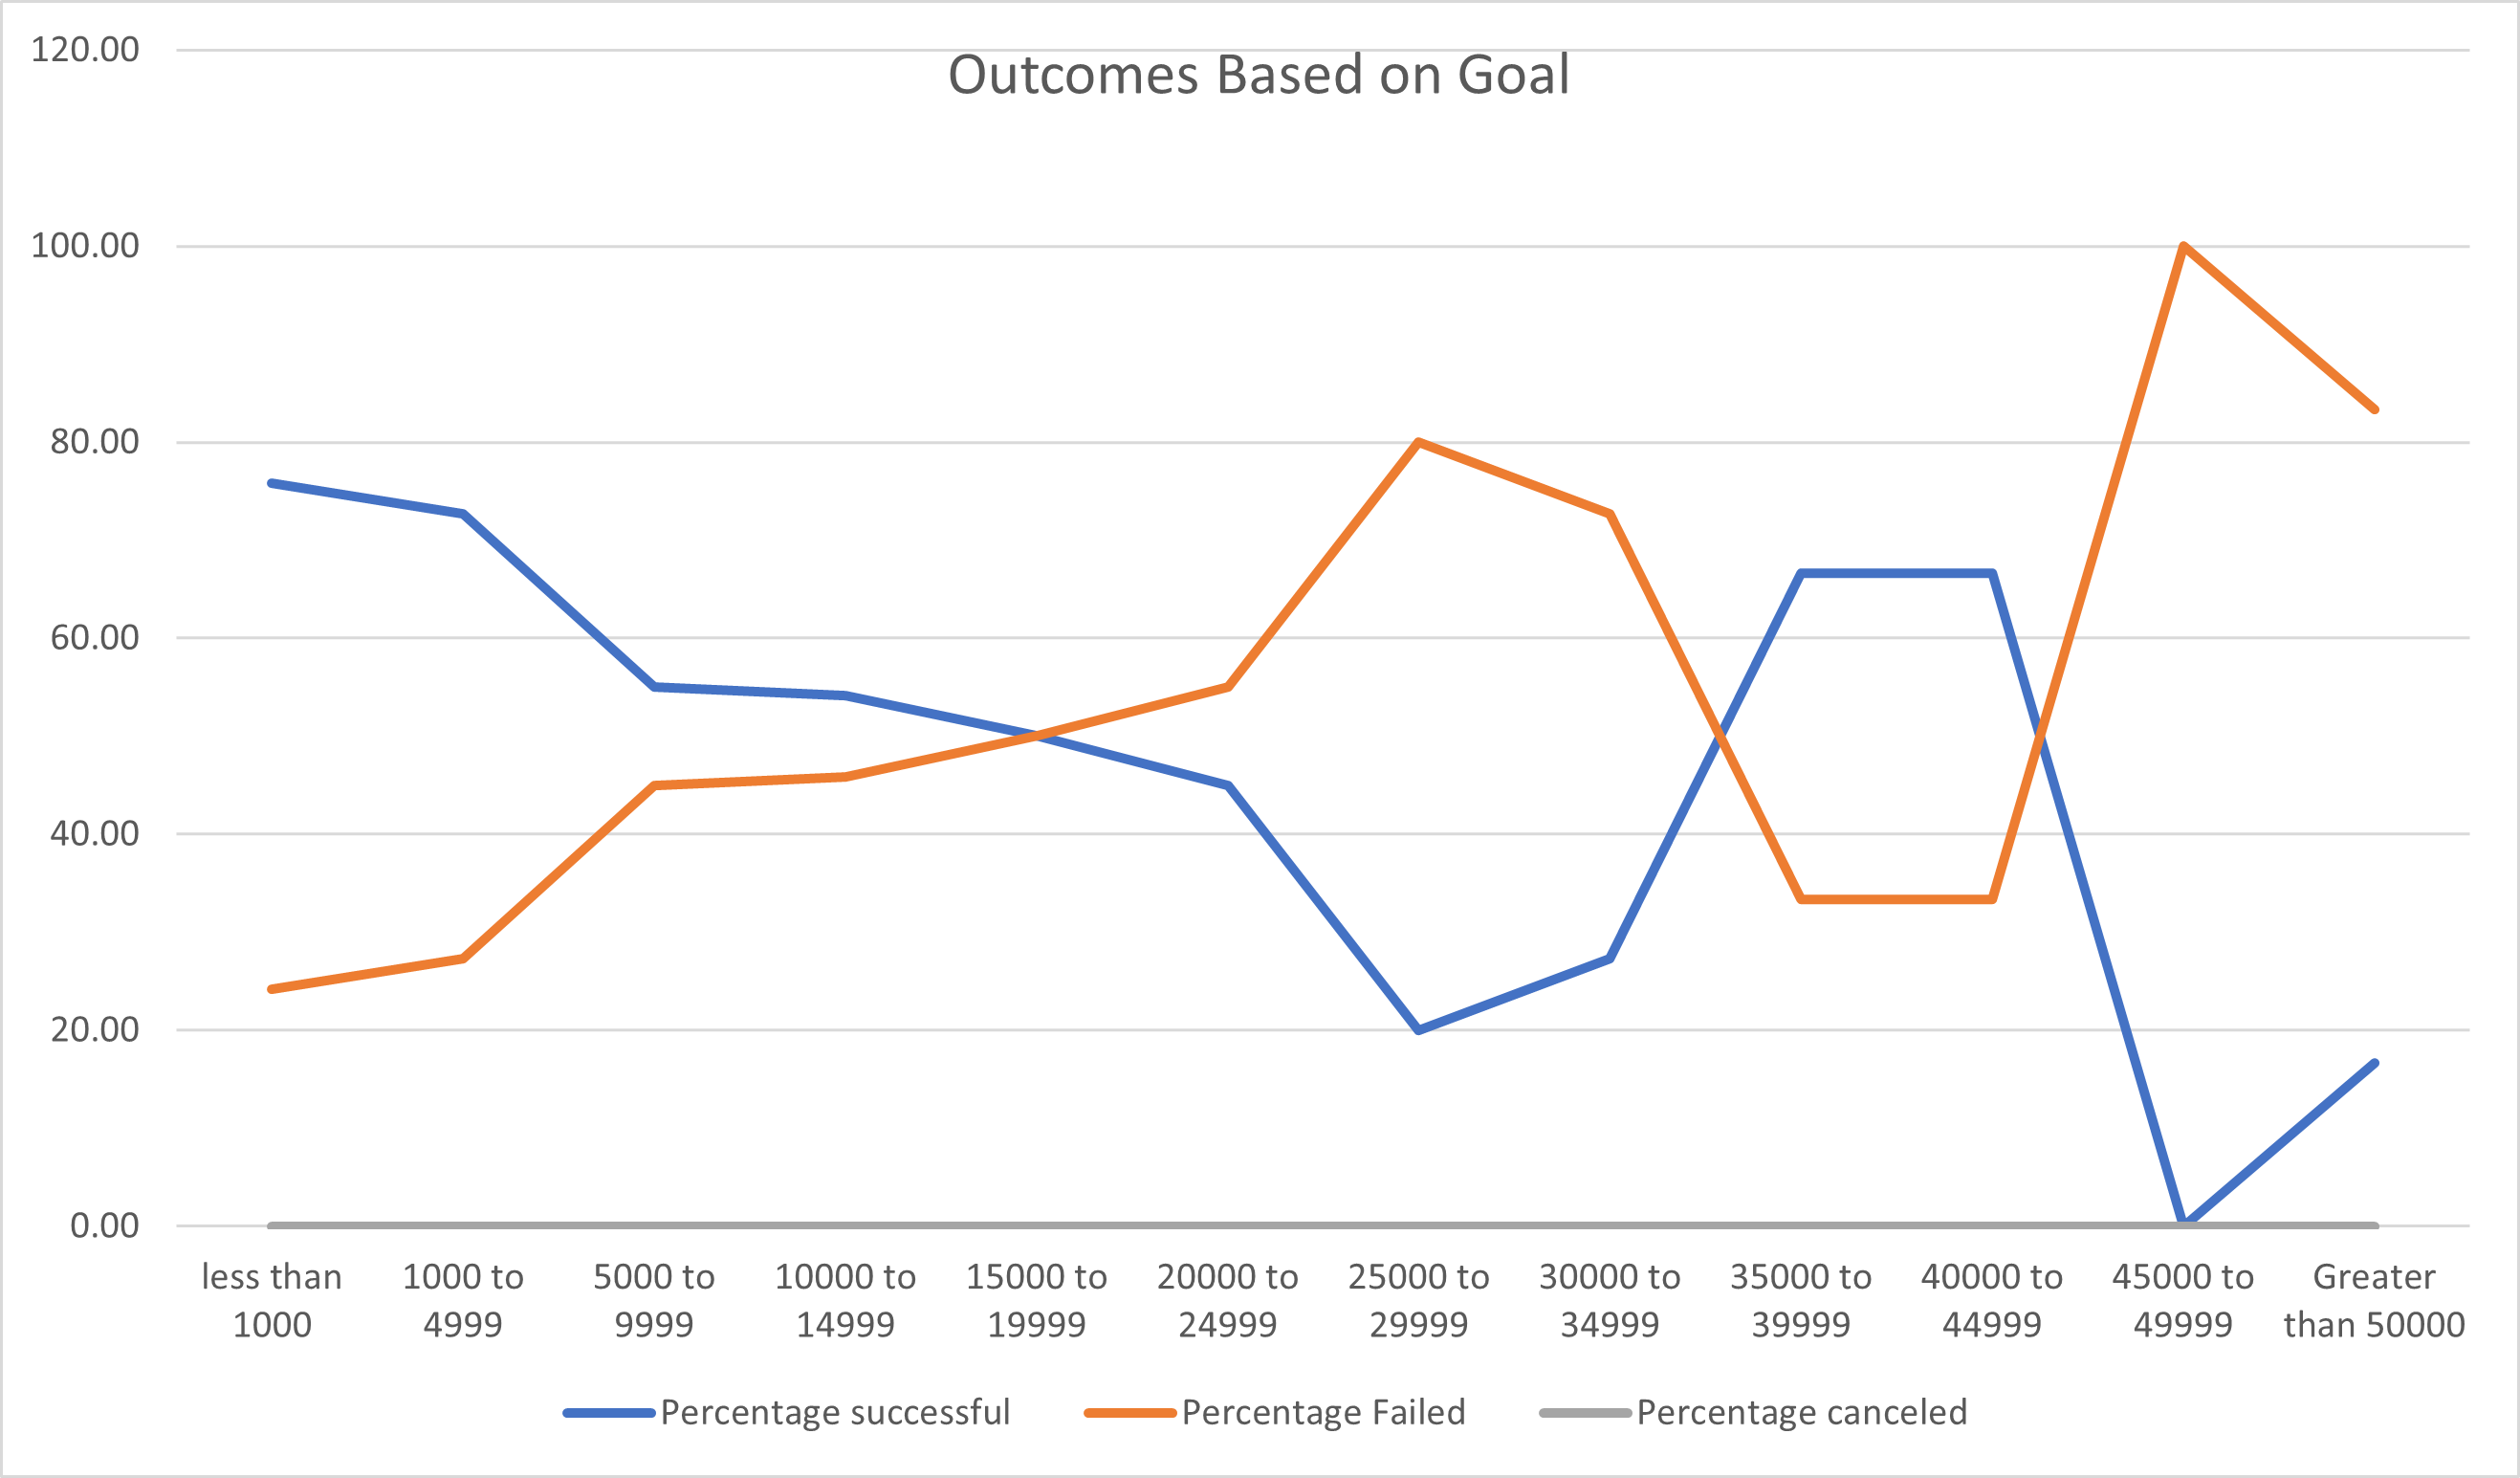 Outcomes Based on Goal
120.00
100.00
80.00
60.00
40.00
20.00
0.00
less than
1000
1000 to
4999
5000 to
9999
10000 to
14999
15000 to
19999
20000 to
24999
25000 to
29999
30000 to
34999
35000 to
39999
40000 to
44999
45000 to
49999
Greater
than 50000
Percentage successful
Percentage Failed
Percentage canceled